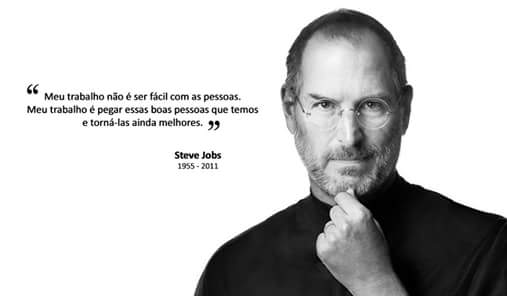 “ Meu trabalho não é ser fácil com as pessoas.
Meu trabalho é pegar essas boas pessoas que temos
e torná-las ainda melhores. ”
Steve Jobs
1955 - 2011